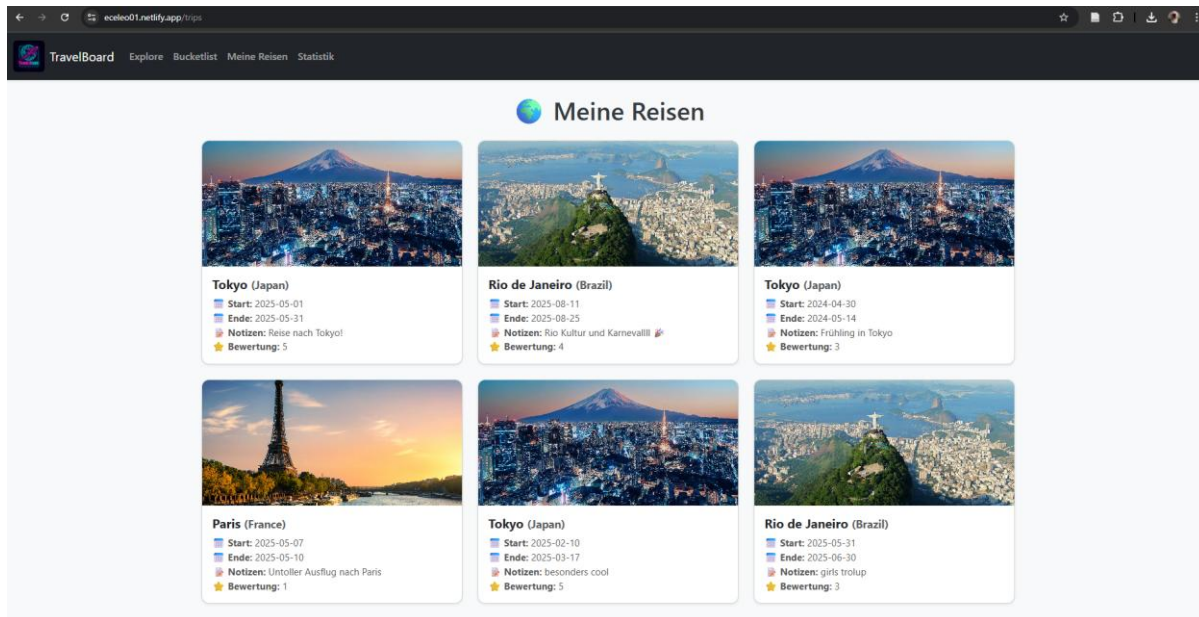 eceleo01.netlify.app/trips
TravelBoard Explore Bucketlist Meine Reisen Statistik
🌍 Meine Reisen
Tokyo (Japan)
Start: 2025-05-01
Ende: 2025-05-31
Notizen: Reise nach Tokyo!
Bewertung: 5
Rio de Janeiro (Brazil)
Start: 2025-08-11
Ende: 2025-08-25
Notizen: Rio Kultur und Karnevallll 🎉
Bewertung: 4
Tokyo (Japan)
Start: 2024-04-30
Ende: 2024-05-14
Notizen: Frühling in Tokyo
Bewertung: 3
Paris (France)
Start: 2025-05-07
Ende: 2025-05-10
Notizen: Untoller Ausflug nach Paris
Bewertung: 1
Tokyo (Japan)
Start: 2025-02-10
Ende: 2025-03-17
Notizen: besonders cool
Bewertung: 5
Rio de Janeiro (Brazil)
Start: 2025-05-31
Ende: 2025-06-30
Notizen: girls trolup
Bewertung: 3